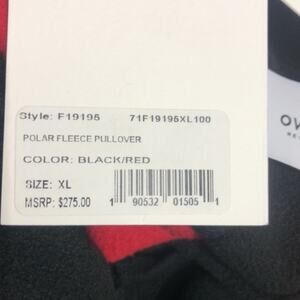 Style: F19195 71F19195XL100
POLAR FLEECE PULLOVER
COLOR: BLACK/RED
SIZE: XL
MSRP: $275.00
1 90532 01505 1
OV